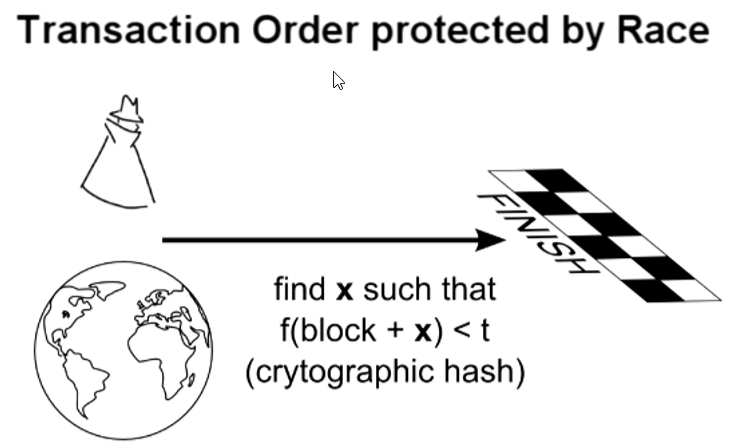 Transaction Order protected by Race
FINISH
find x such that
f(block + x) < t
(crytographic hash)